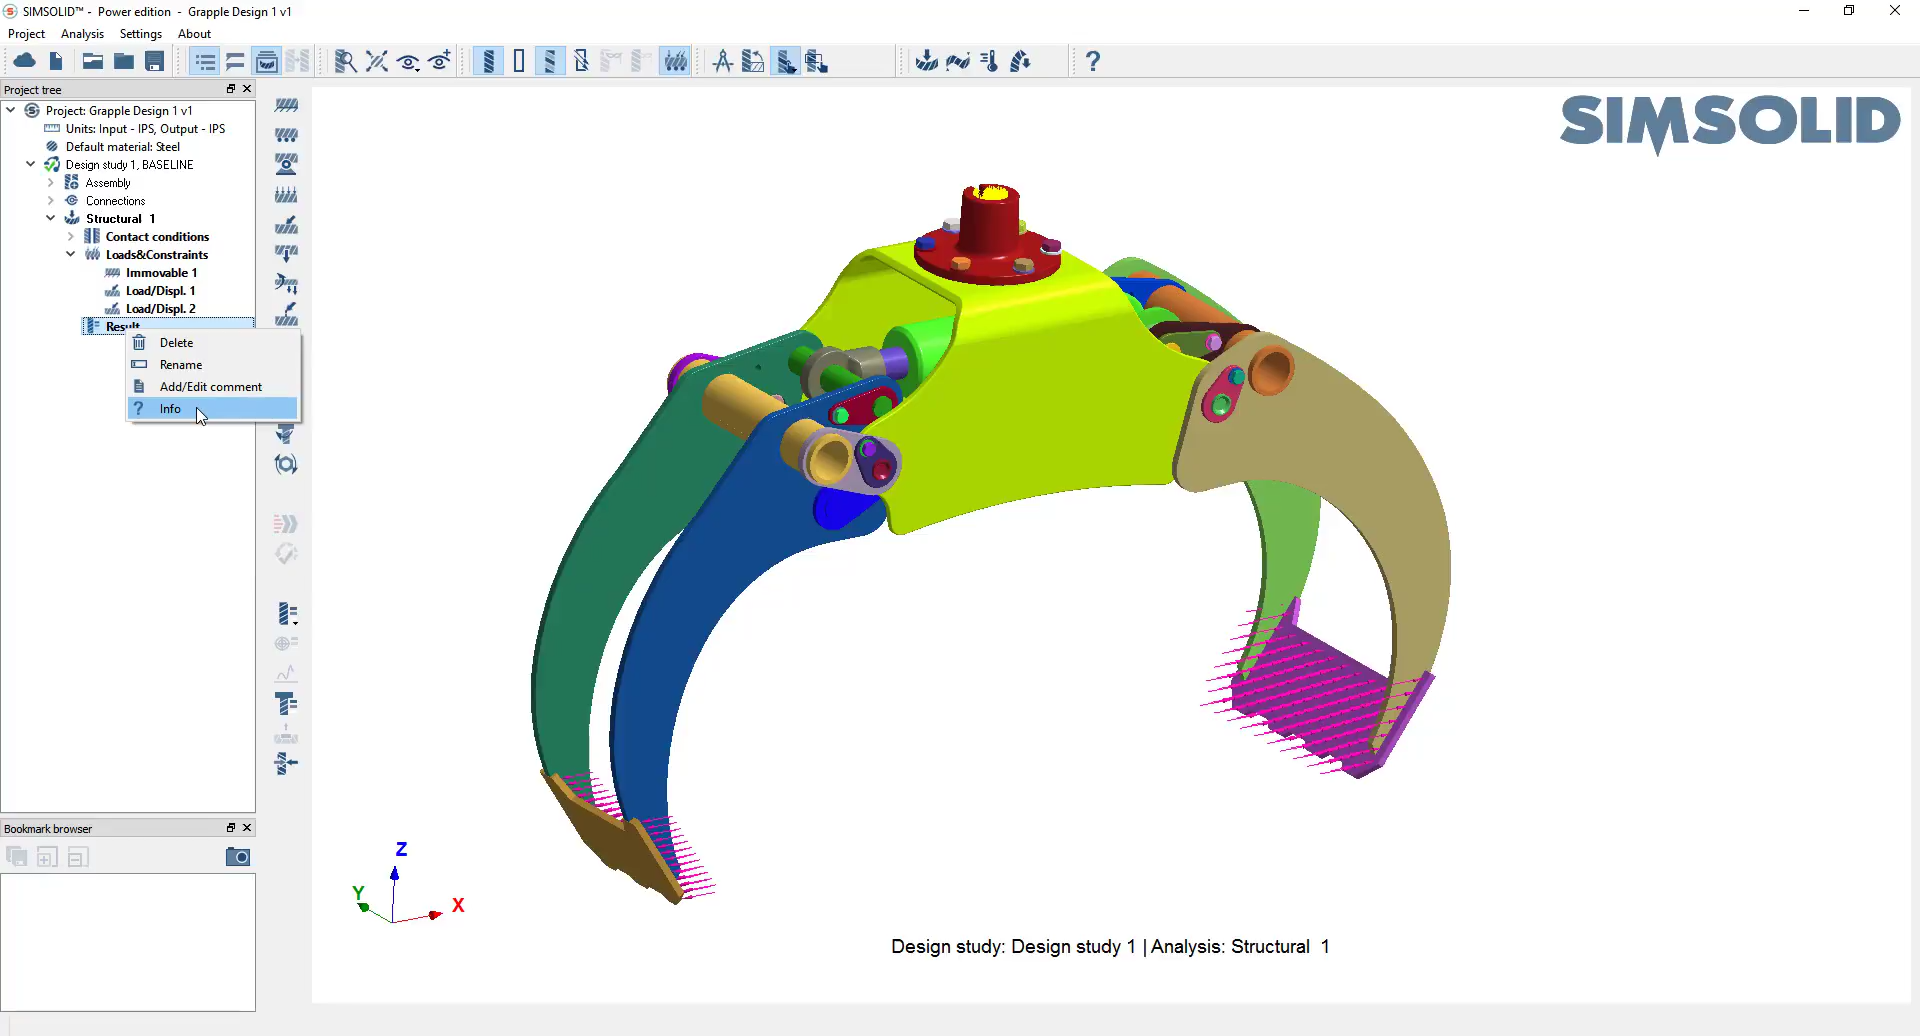 SIMSOLID™ - Power edition - Grapple Design 1 v1
Project Analysis Settings About
Project tree
Project: Grapple Design 1 v1
Units: Input - IPS, Output - IPS
Default material: Steel
Design study 1, BASELINE
Assembly
Connections
Structural 1
Contact conditions
Loads&Constraints
Immovable 1
Load/Displ. 1
Load/Displ. 2
Result
Delete
Rename
Add/Edit comment
? Info
SIMSOLID
Bookmark browser
Z
Y
X
Design study: Design study 1 | Analysis: Structural 1